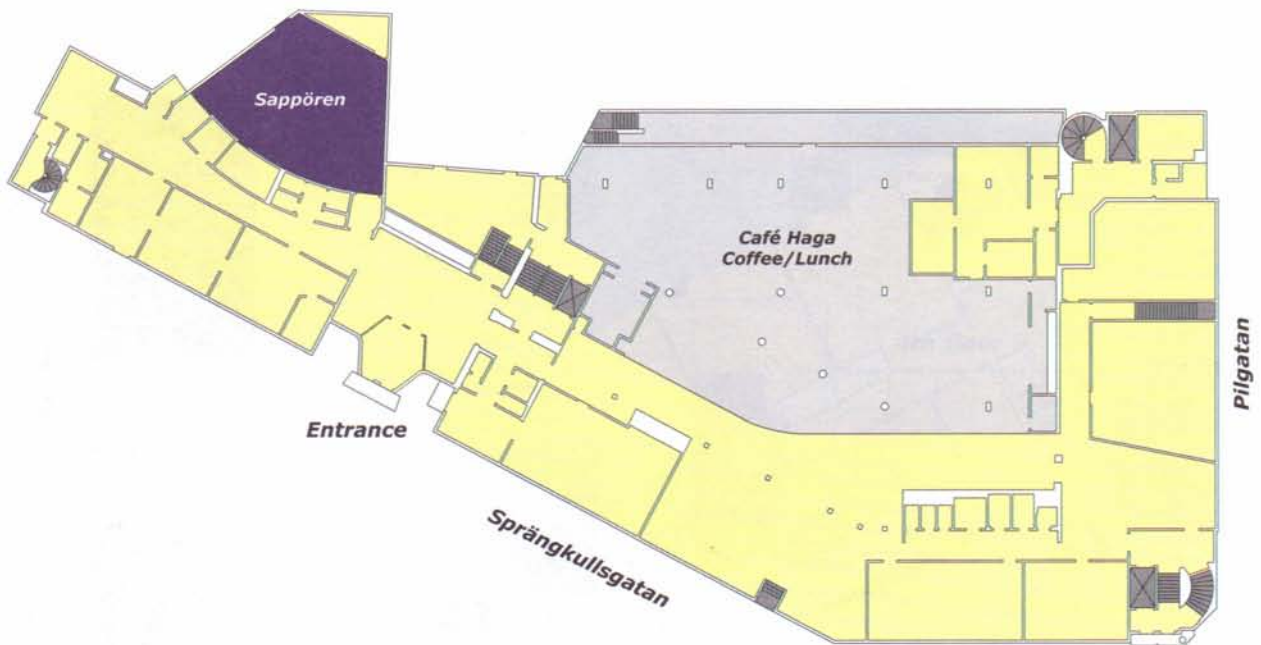 Sappören
Café Haga
Coffee/Lunch
Pilgatan
Entrance
Sprängkullsgatan